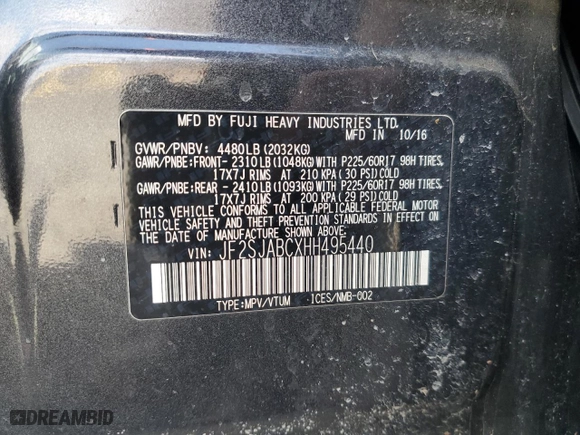 MFD BY FUJI HEAVY INDUSTRIES LTD.
MFD IN 10/16
GVWR/PNBV: 4480LB(2032KG)
GAWR/PNBE:FRONT- 2310LB(1048KG)WITH P225/60R17 98H TIRES,
17X7J RIMS AT 210 KPA( 30 PSI)COLD
GAWR/PNBE:REAR - 2410LB(1093KG)WITH P225/60R17 98H TIRES,
17X7J RIMS AT 200 KPA( 29 PSI)COLD
THIS VEHICLE CONFORMS TO ALL APPLICABLE FEDERAL MOTOR
VEHICLE SAFETY AND THEFT PREVENTION STANDARDS IN
EFFECT ON THE DATE OF MANUFACTURE SHOWN ABOVE.
VIN: JF2SJABCXHH495440
TYPE:MPV/VTUM ICES/NMB-002
DREAMBID